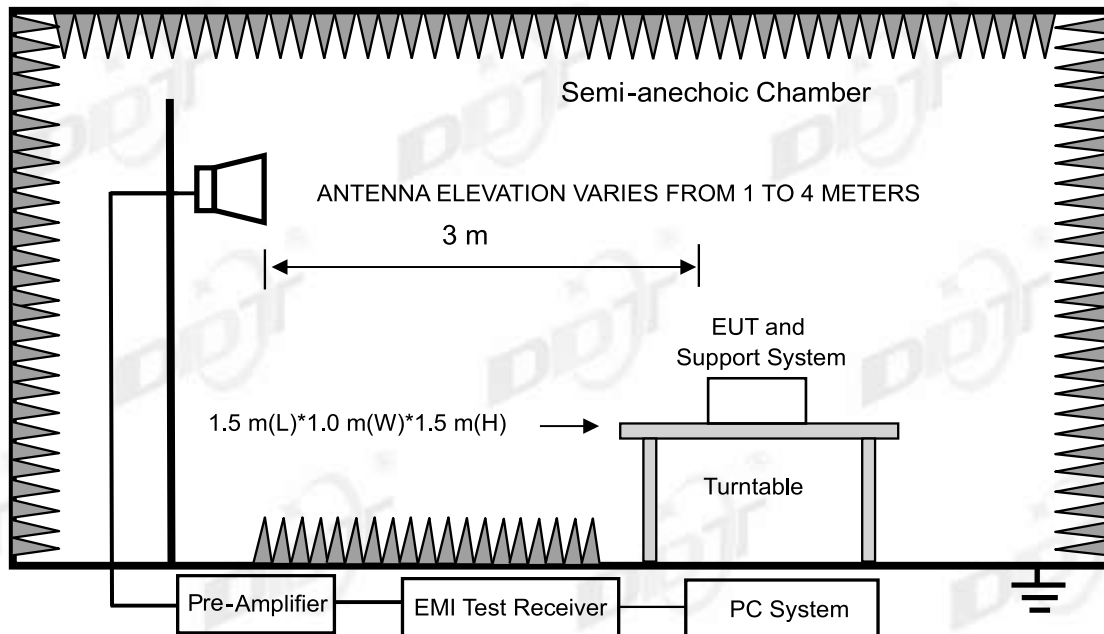 Semi-anechoic Chamber
ANTENNA ELEVATION VARIES FROM 1 TO 4 METERS
3 m
EUT and
Support System
1.5 m(L)*1.0 m(W)*1.5 m(H)
Turntable
Pre-Amplifier
EMI Test Receiver
PC System